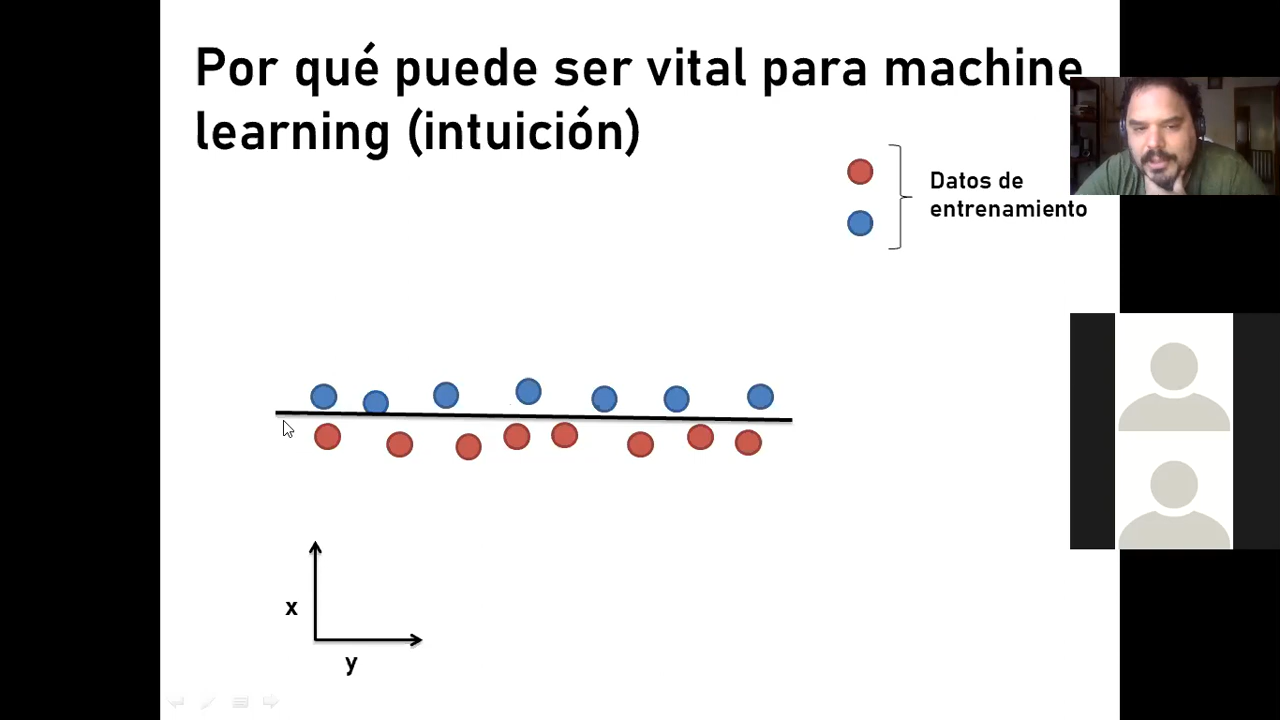 Por qué puede ser vital para machine
learning (intuición)
Datos de
entrenamiento
x
y